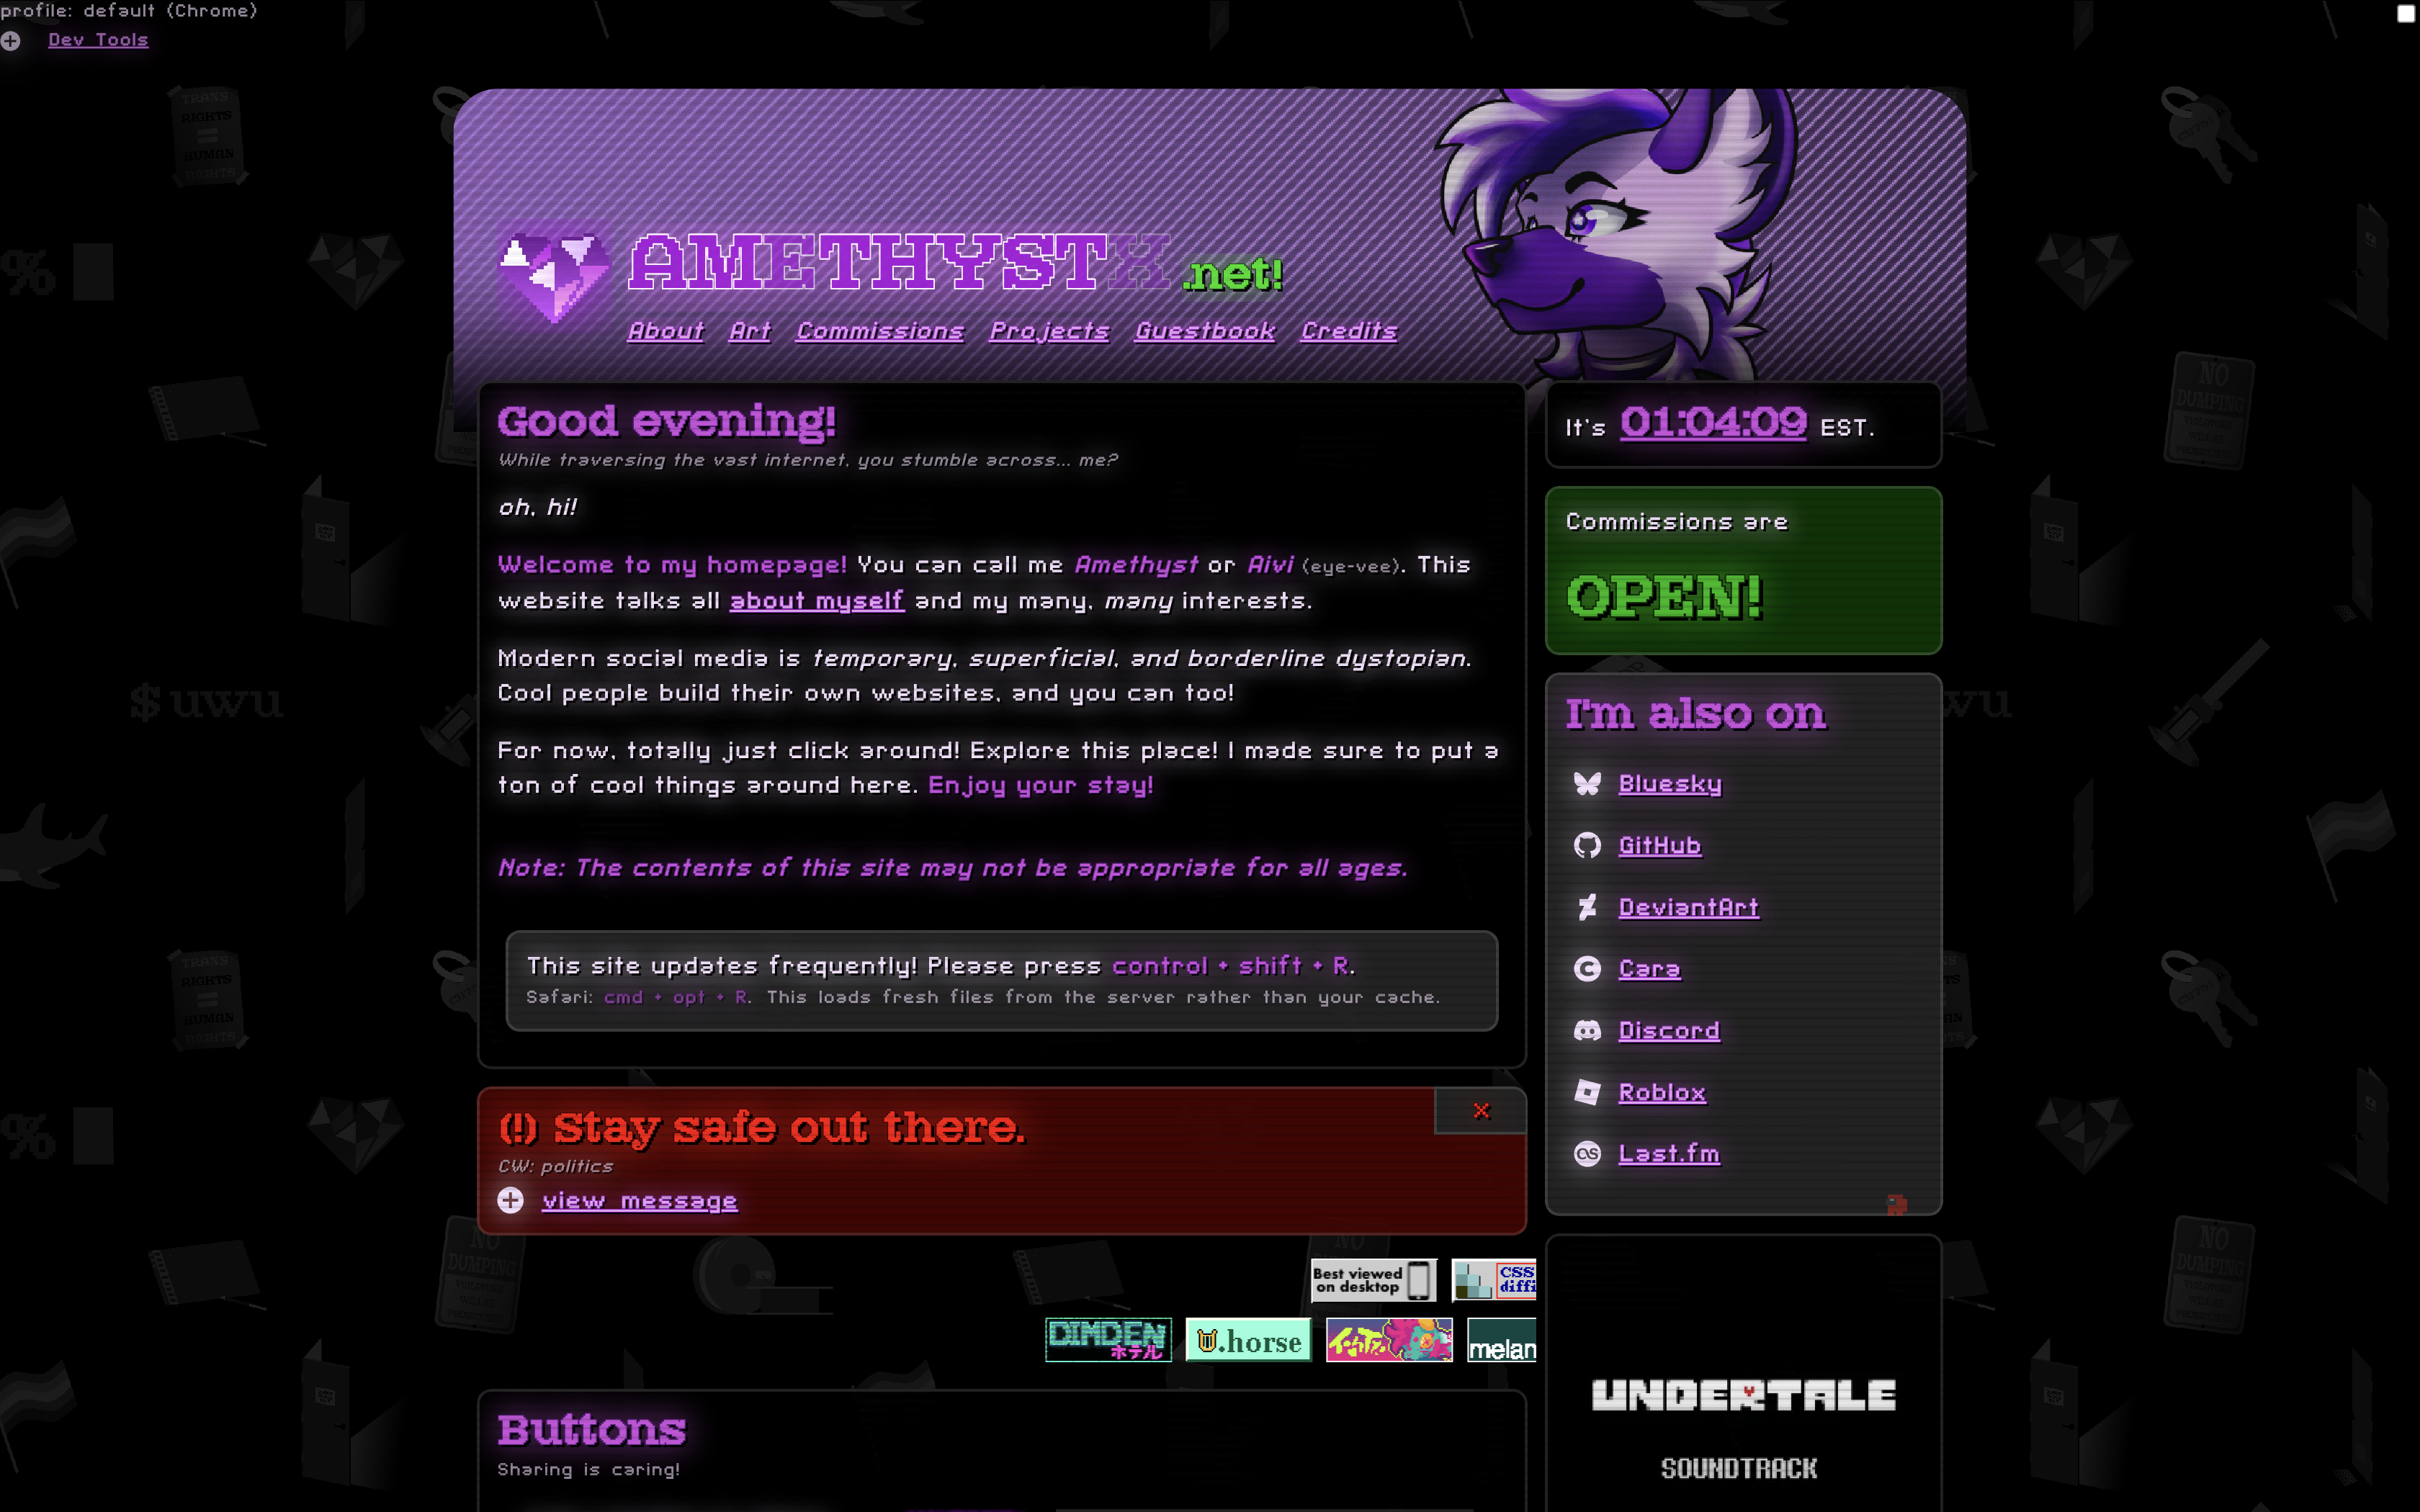 profile: default (Chrome)
Dev Tools
AMETHYSTX .net!
About Art Commissions Projects Guestbook Credits
Good evening!
While traversing the vast internet, you stumble across... me?
oh, hi!
Welcome to my homepage! You can call me Amethyst or Aivi (eye-vee). This
website talks all about myself and my many, many interests.
Modern social media is temporary, superficial, and borderline dystopian.
Cool people build their own websites, and you can too!
For now, totally just click around! Explore this place! I made sure to put a
ton of cool things around here. Enjoy your stay!
Note: The contents of this site may not be appropriate for all ages.
This site updates frequently! Please press control + shift + R.
Safari: cmd + opt + R. This loads fresh files from the server rather than your cache.
(!) Stay safe out there.
×
CW: politics
view message
Best viewed
on desktop
CSS
diffi
DIMDEN
ホテル
.horse
melan
Buttons
Sharing is caring!
It's 01:04:09 EST.
Commissions are
OPEN!
I'm also on
Bluesky
GitHub
DeviantArt
Cara
Discord
Roblox
Last.fm
UNDERTALE
SOUNDTRACK
TRANS
RIGHTS
=
HUMAN
RIGHTS
%
$ uwu
NO
DUMPING